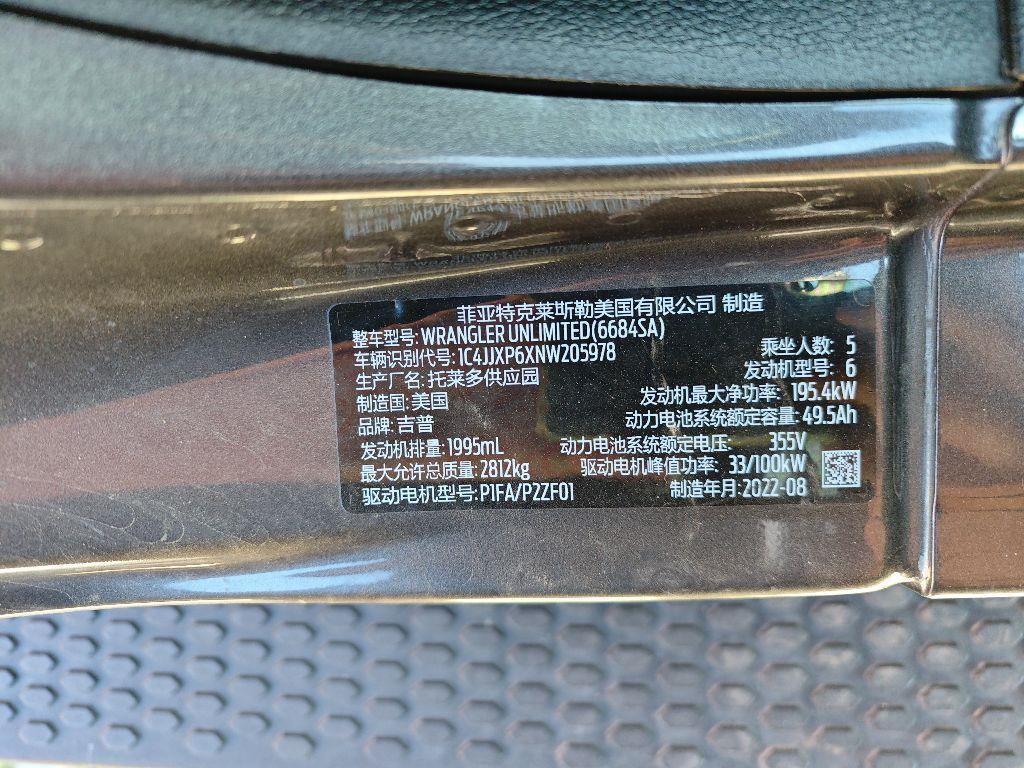 菲亚特克莱斯勒美国有限公司 制造
整车型号: WRANGLER UNLIMITED(6684SA)
车辆识别代号: 1C4JJXP6XNW205978
乘坐人数: 5
生产厂名: 托莱多供应园
发动机型号: 6
制造国: 美国
发动机最大净功率: 195.4kW
品牌: 吉普
动力电池系统额定容量: 49.5Ah
发动机排量: 1995mL
动力电池系统额定电压: 355V
最大允许总质量: 2812kg
驱动电机峰值功率: 33/100kW
驱动电机型号: P1FA/P2ZF01
制造年月: 2022-08